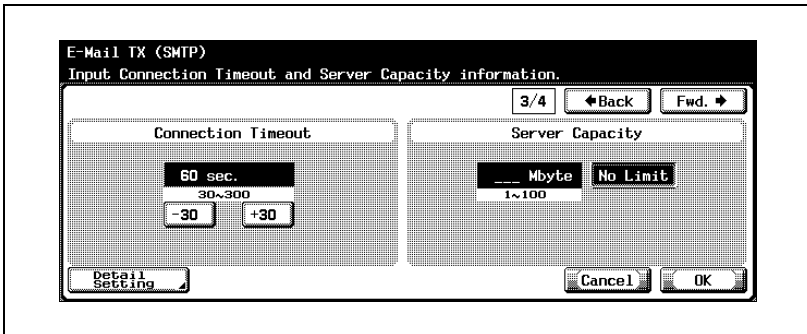 E-Mail TX (SMTP)
Input Connection Timeout and Server Capacity information.
3/4 ←Back Fwd. →
Connection Timeout
60 sec.
30~300
-30 +30
Server Capacity
___ Mbyte No Limit
1~100
Detail
Setting
Cancel OK